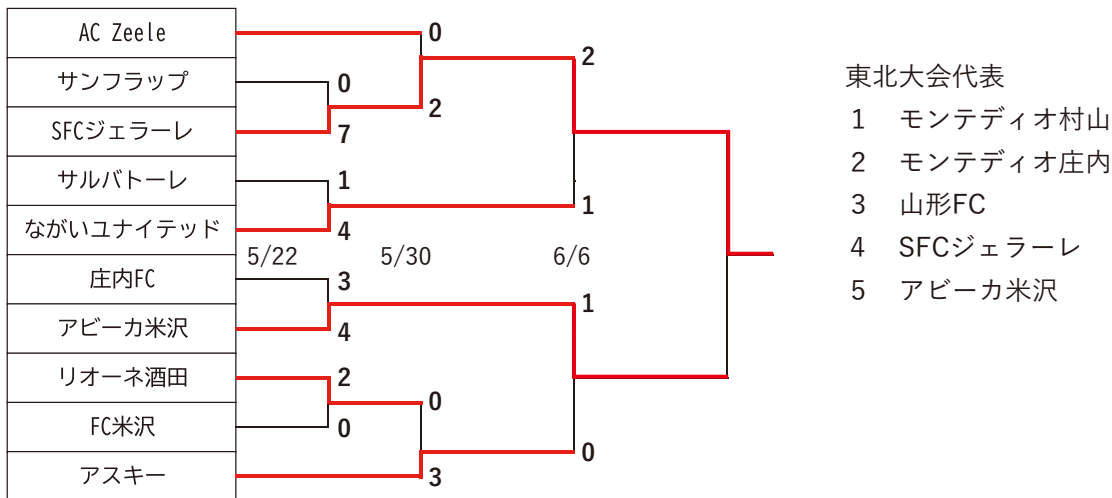 AC Zeele
サンフラップ
SFCジェラーレ
サルバトーレ
ながいユナイテッド
庄内FC
アビーカ米沢
リオーネ酒田
FC米沢
アスキー
0
7
1
4
5/22
3
4
2
0
0
2
5/30
0
3
2
1
6/6
1
0
東北大会代表
1 モンテディオ村山
2 モンテディオ庄内
3 山形FC
4 SFCジェラーレ
5 アビーカ米沢